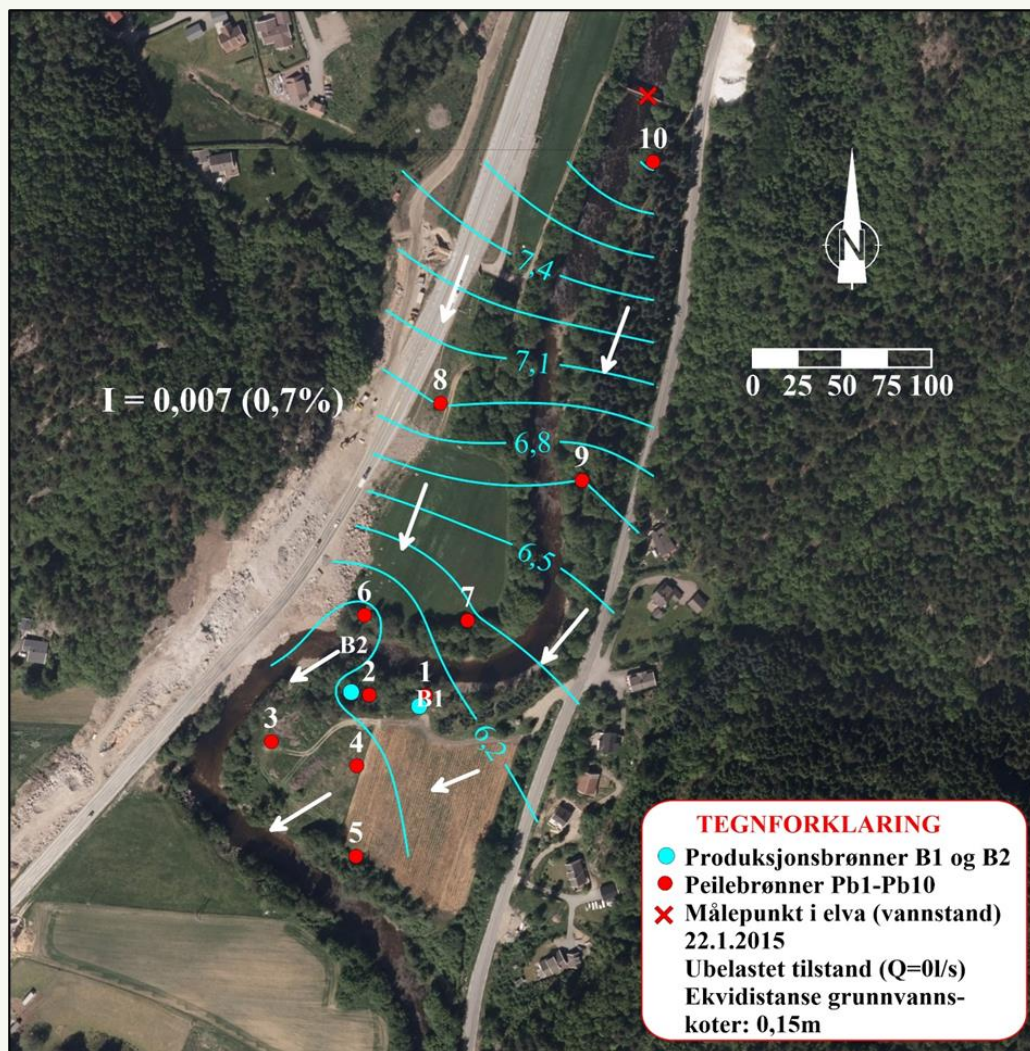 10
N
7,4
7,1
0 25 50 75 100
8
I = 0,007 (0,7%)
6,8
9
6,5
6
7
B2
2
1
B1
3
4
6,2
5
TEGNFORKLARING
Produksjonsbrønner B1 og B2
Peilebrønner Pb1-Pb10
Målepunkt i elva (vannstand)
22.1.2015
Ubelastet tilstand (Q=0l/s)
Ekvidistanse grunnvanns-
koter: 0,15m